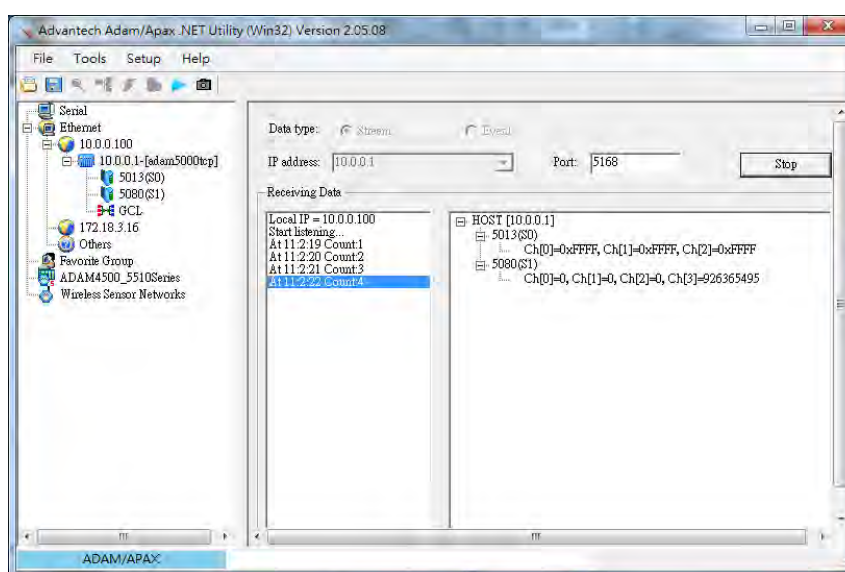 Advantech Adam/Apax .NET Utility (Win32) Version 2.05.08
File Tools Setup Help
Serial
Ethernet
10.0.0.100
10.0.0.1-[adam5000tcp]
5013(S0)
5080(S1)
GCL
172.18.3.16
Others
Favorite Group
ADAM4500_5510Series
Wireless Sensor Networks
Data type: Stream Event
IP address: 10.0.0.1 Port: 5168 Stop
Receiving Data
Local IP = 10.0.0.100
Start listening...
At 11:2:19 Count:1
At 11:2:20 Count:2
At 11:2:21 Count:3
At 11:2:22 Count:4
HOST [10.0.0.1]
5013(S0)
Ch[0]=0xFFFF, Ch[1]=0xFFFF, Ch[2]=0xFFFF
5080(S1)
Ch[0]=0, Ch[1]=0, Ch[2]=0, Ch[3]=926365495
ADAM/APAX